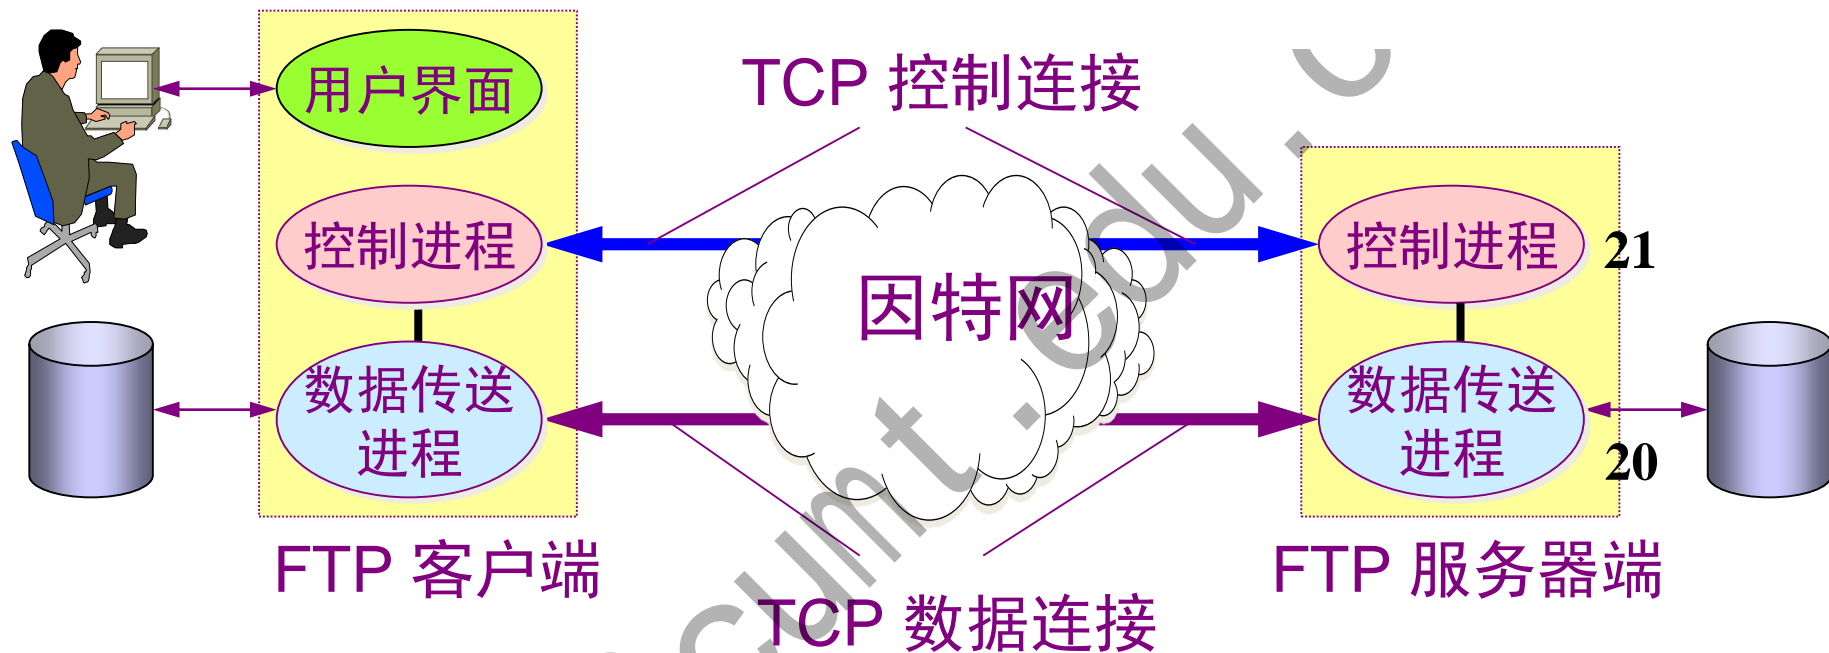 用户界面
TCP 控制连接
控制进程
控制进程
21
因特网
数据传送
进程
数据传送
进程
20
FTP 客户端
FTP 服务器端
TCP 数据连接
cumt.edu.c